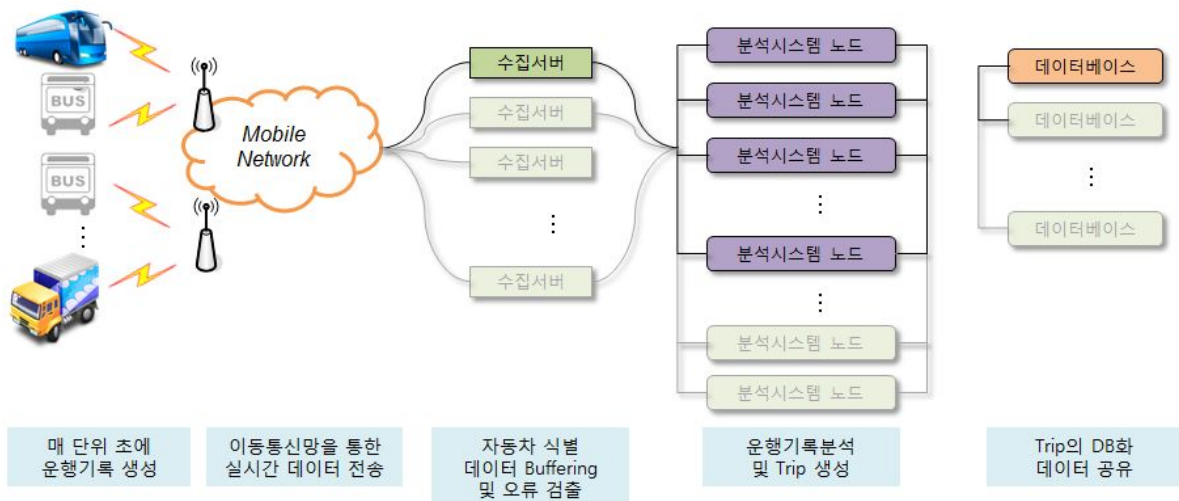 BUS
BUS
Mobile
Network
수집서버
수집서버
수집서버
수집서버
분석시스템 노드
분석시스템 노드
분석시스템 노드
분석시스템 노드
분석시스템 노드
분석시스템 노드
데이터베이스
데이터베이스
데이터베이스
매 단위 초에
운행기록 생성
이동통신망을 통한
실시간 데이터 전송
자동차 식별
데이터 Buffering
및 오류 검출
운행기록분석
및 Trip 생성
Trip의 DB화
데이터 공유